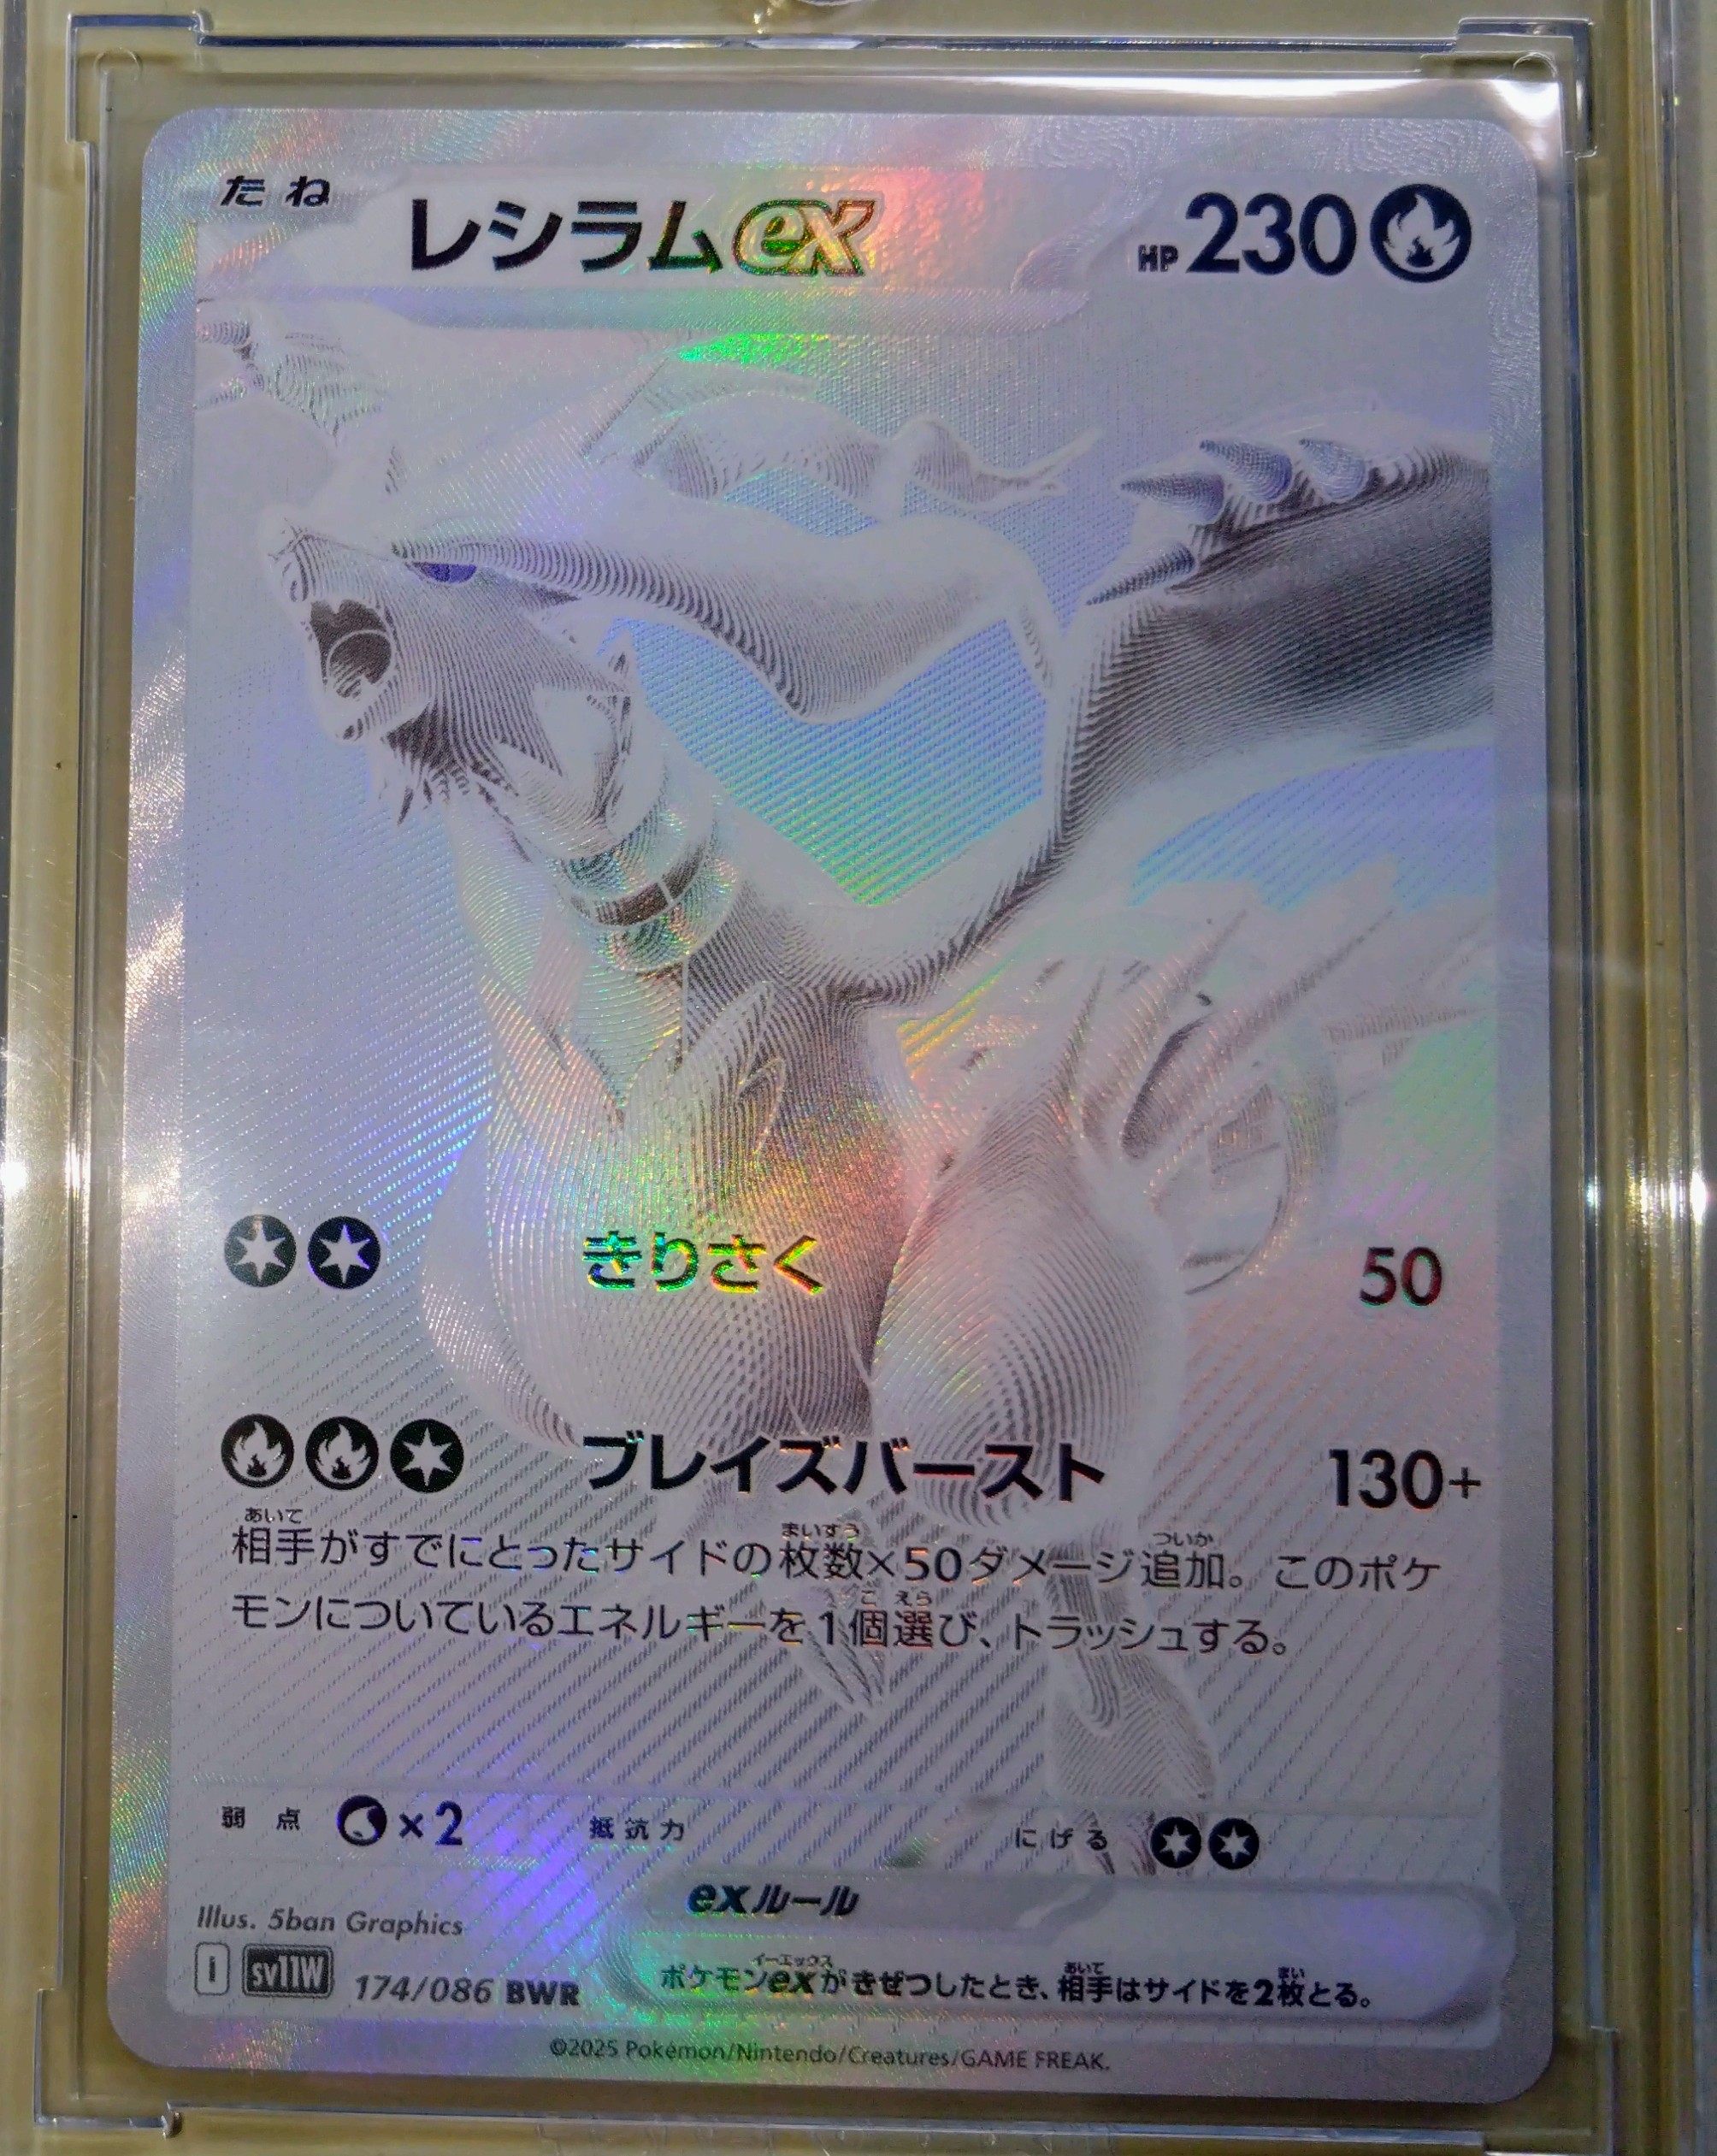 たね
レシラムex
HP230
きりさく 50
ブレイズバースト 130+
あいて まいすう ついか
相手がすでにとったサイドの枚数×50ダメージ追加。このポケ
こ えら
モンについているエネルギーを1個選び、トラッシュする。
弱点 ×2 抵抗力 にげる
exルール
イーエックス あいて まい
ポケモンexがきぜつしたとき、相手はサイドを2枚とる。
Illus. 5ban Graphics
I sv11W 174/086 BWR
©2025 Pokémon/Nintendo/Creatures/GAME FREAK.